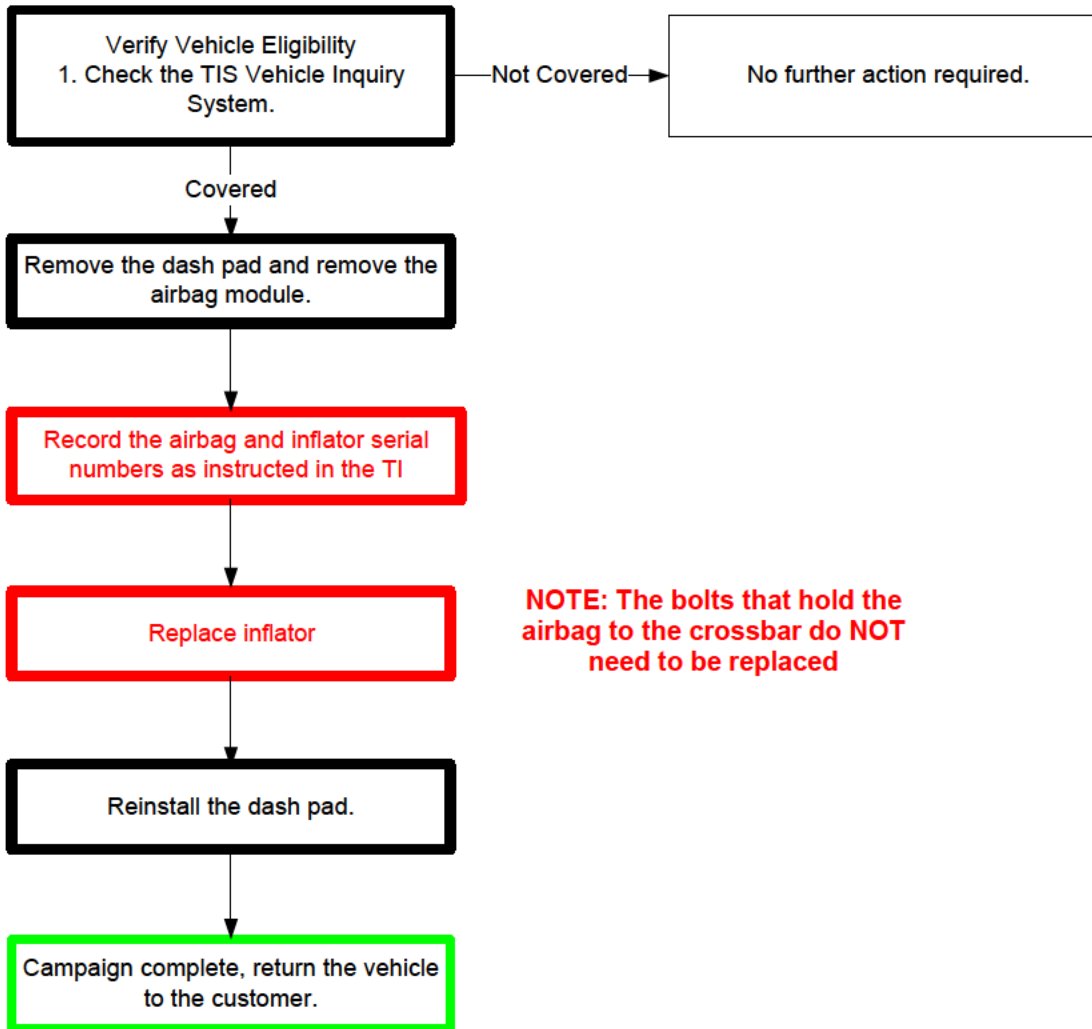 Verify Vehicle Eligibility
1. Check the TIS Vehicle Inquiry
System.
Not Covered
No further action required.
Covered
Remove the dash pad and remove the
airbag module.
Record the airbag and inflator serial
numbers as instructed in the TI
Replace inflator
NOTE: The bolts that hold the
airbag to the crossbar do NOT
need to be replaced
Reinstall the dash pad.
Campaign complete, return the vehicle
to the customer.